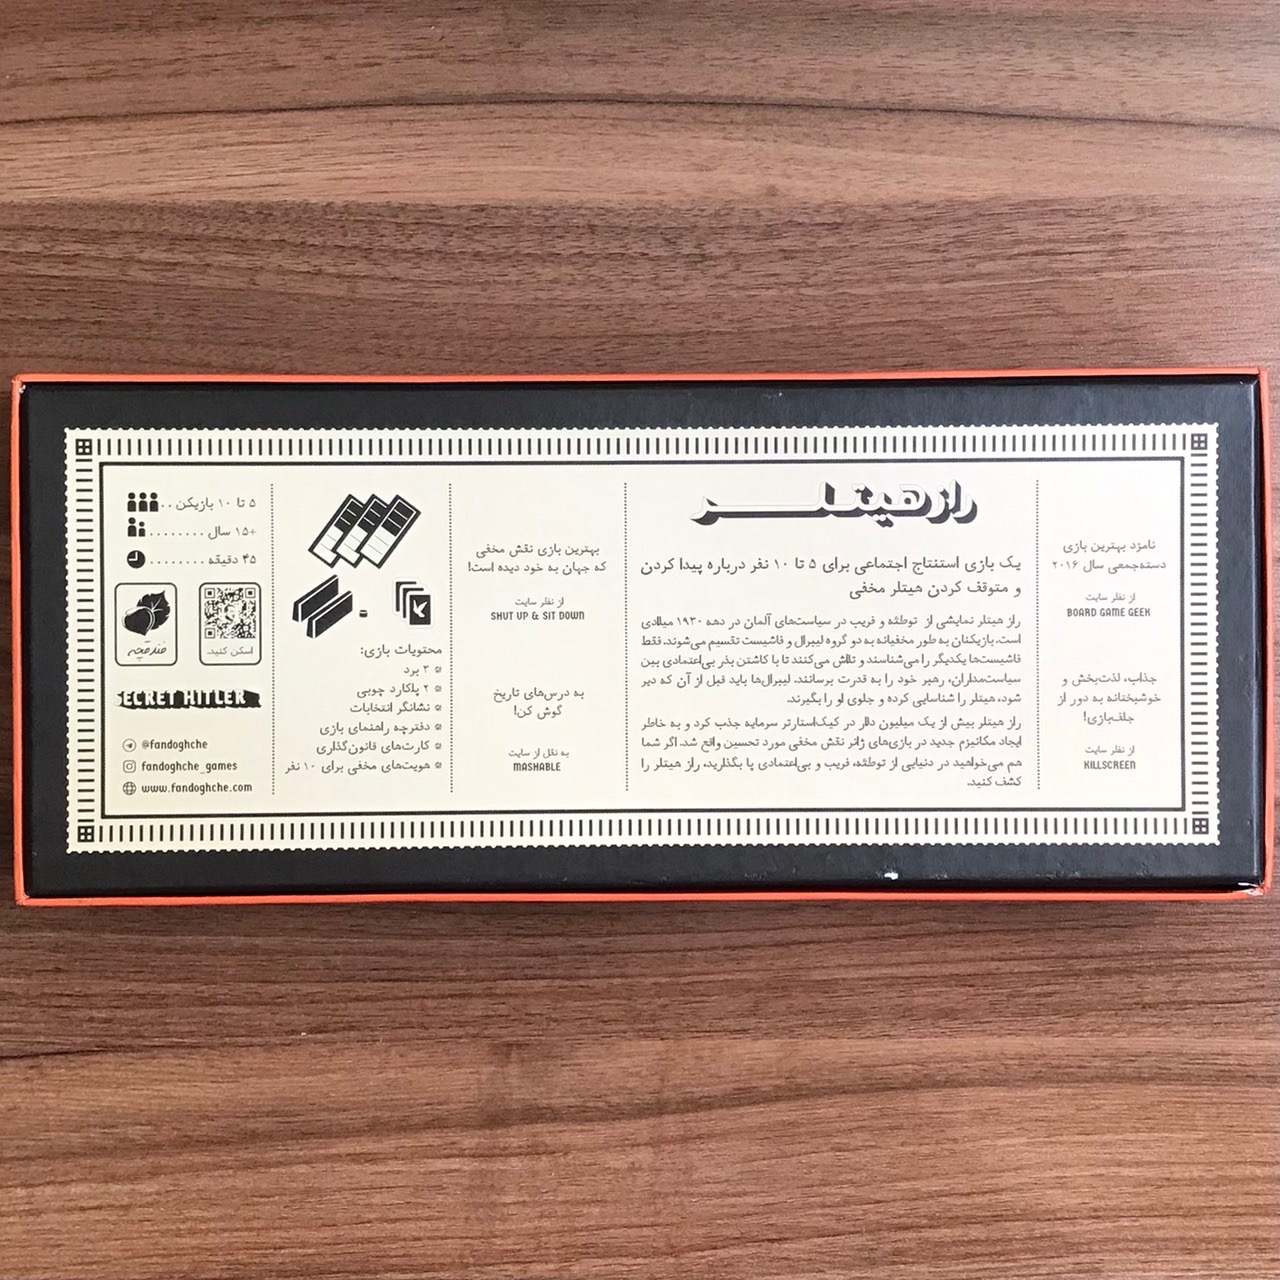 نامزد بهترین بازی
دسته‌جمعی سال ۲۰۱۶
از نظر سایت
BOARD GAME GEEK
جذاب، لذت‌بخش و
خوشبختانه به دور از
جلف‌بازی!
از نظر سایت
KILLSCREEN
راز هیتلر
یک بازی استنتاج اجتماعی برای ۵ تا ۱۰ نفر درباره پیدا کردن
و متوقف کردن هیتلر مخفی
راز هیتلر نمایشی از توطئه و فریب در سیاست‌های آلمان در دهه ۱۹۳۰ میلادی
است. بازیکنان به طور مخفیانه به دو گروه لیبرال و فاشیست تقسیم می‌شوند. فقط
فاشیست‌ها یکدیگر را می‌شناسند و تلاش می‌کنند تا با کاشتن بذر بی‌اعتمادی بین
سیاست‌مداران، رهبر خود را به قدرت برسانند. لیبرال‌ها باید قبل از آن که دیر
شود، هیتلر را شناسایی کرده و جلوی او را بگیرند.
راز هیتلر بیش از یک میلیون دلار در کیک‌استارتر سرمایه جذب کرد و به خاطر
ایجاد مکانیزم جدید در بازی‌های ژانر نقش مخفی مورد تحسین واقع شد. اگر شما
هم می‌خواهید در دنیایی از توطئه، فریب و بی‌اعتمادی پا بگذارید، راز هیتلر را
کشف کنید.
بهترین بازی نقش مخفی
که جهان به خود دیده است!
از نظر سایت
SHUT UP & SIT DOWN
به درس‌های تاریخ
گوش کن!
به نقل از سایت
MASHABLE
محتویات بازی:
۳ برد
۲ پلاکارد چوبی
نشانگر انتخابات
دفترچه راهنمای بازی
کارت‌های قانون‌گذاری
هویت‌های مخفی برای ۱۰ نفر
۵ تا ۱۰ بازیکن
+۱۵ سال
۴۵ دقیقه
اسکن کنید.
فندقچه
SECRET HITLER
@fandoghche
fandoghche_games
www.fandoghche.com